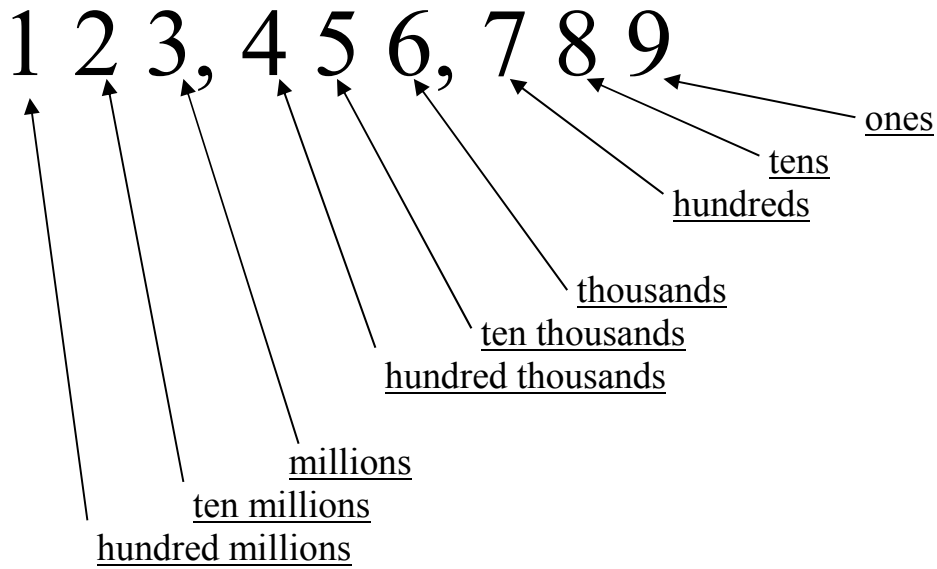 1 2 3, 4 5 6, 7 8 9
ones
tens
hundreds
thousands
ten thousands
hundred thousands
millions
ten millions
hundred millions